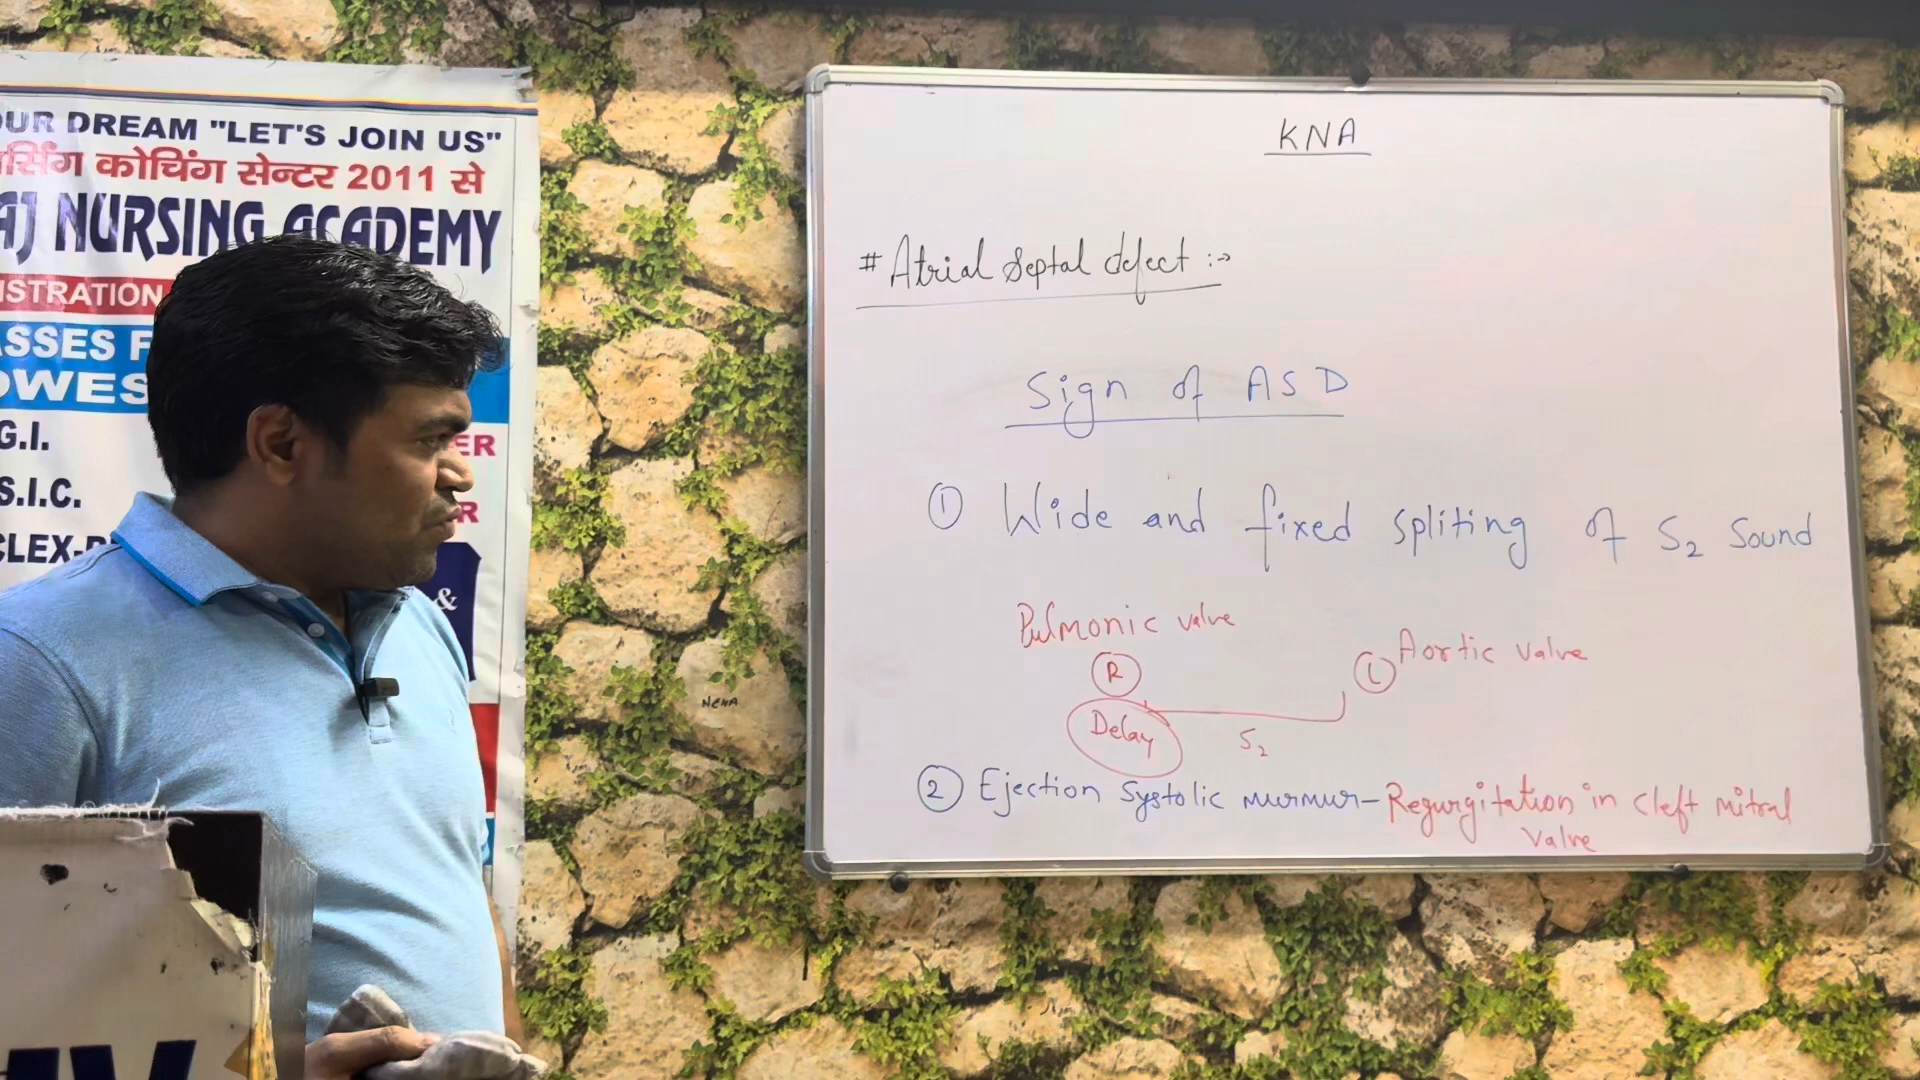 OUR DREAM "LET'S JOIN US"
कोचिंग सेन्टर 2011 से
AJ NURSING ACADEMY
ISTRATION
ASSES F
OWES
G.I.
ER
S.I.C.
R
CLEX-
&
KNA
# Atrial Septal defect :→
Sign of ASD
① Wide and fixed spliting of S₂ Sound
Pulmonic valve
Ⓡ
Ⓛ Aortic valve
Delay
S₂
② Ejection Systolic murmur - Regurgitation in cleft mitral
valve
NEHA